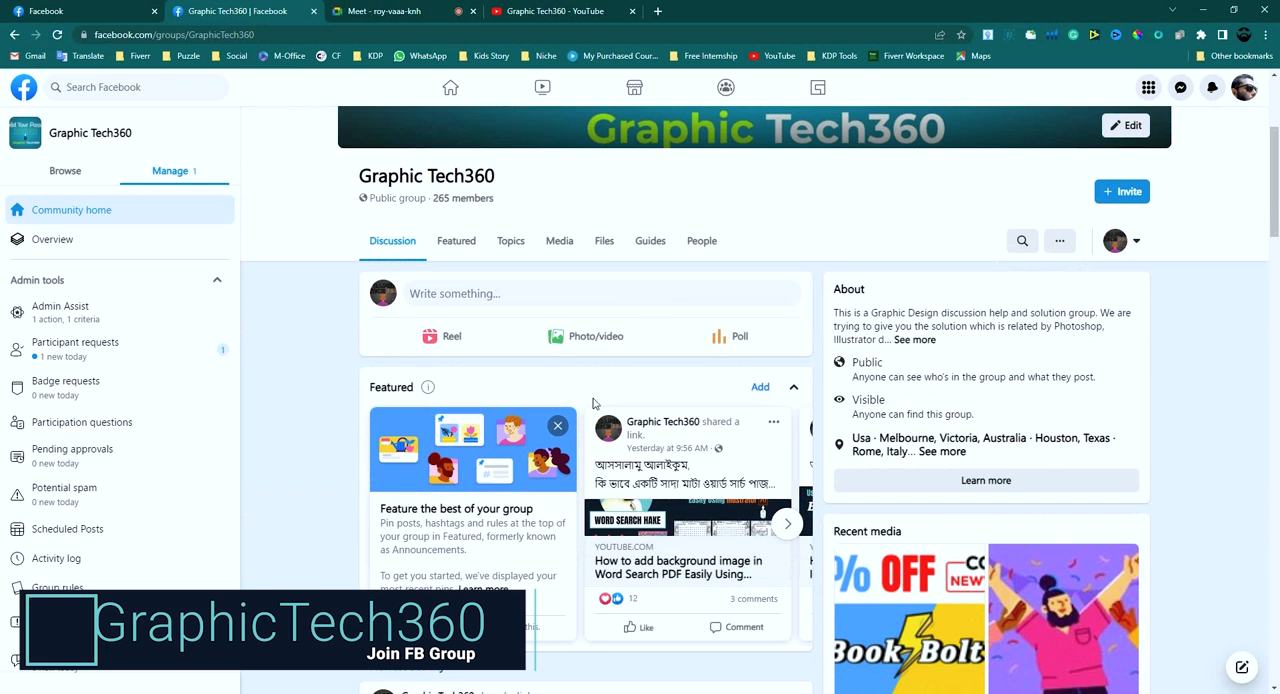 Facebook
Graphic Tech360 | Facebook
Meet - roy-vaaa-knh
Graphic Tech360 - YouTube
facebook.com/groups/GraphicTech360
Gmail
Translate
Fiverr
Puzzle
Social
M-Office
CF
KDP
WhatsApp
Kids Story
Niche
My Purchased Cour...
Free Internship
YouTube
KDP Tools
Fiverr Workspace
Maps
Other bookmarks
Search Facebook
Graphic Tech360
Browse
Manage 1
Community home
Overview
Admin tools
Admin Assist
1 action, 1 criteria
Participant requests
1 new today
1
Badge requests
0 new today
Participation questions
Pending approvals
0 new today
Potential spam
0 new today
Scheduled Posts
Activity log
Group rules
GraphicTech360
Join FB Group
Graphic Tech360
Edit
Graphic Tech360
Public group · 265 members
Invite
Discussion
Featured
Topics
Media
Files
Guides
People
Write something...
Reel
Photo/video
Poll
Featured
Add
Feature the best of your group
Pin posts, hashtags and rules at the top of
your group in Featured, formerly known
as Announcements.
To get you started, we've displayed your
most recent pins. Learn more
this.
Graphic Tech360 shared a
link.
Yesterday at 9:56 AM ·
আসসালামু আলাইকুম,
কি ভাবে একটি সাদা মাটা ওয়ার্ড সার্চ পাজ...
WORD SEARCH MAKE
YOUTUBE.COM
How to add background image in
Word Search PDF Easily Using...
12
3 comments
Like
Comment
About
This is a Graphic Design discussion help and solution group. We are
trying to give you the solution which is related by Photoshop,
Illustrator d... See more
Public
Anyone can see who's in the group and what they post.
Visible
Anyone can find this group.
Usa · Melbourne, Victoria, Australia · Houston, Texas ·
Rome, Italy... See more
Learn more
Recent media
% OFF
NEW
Book Bolt